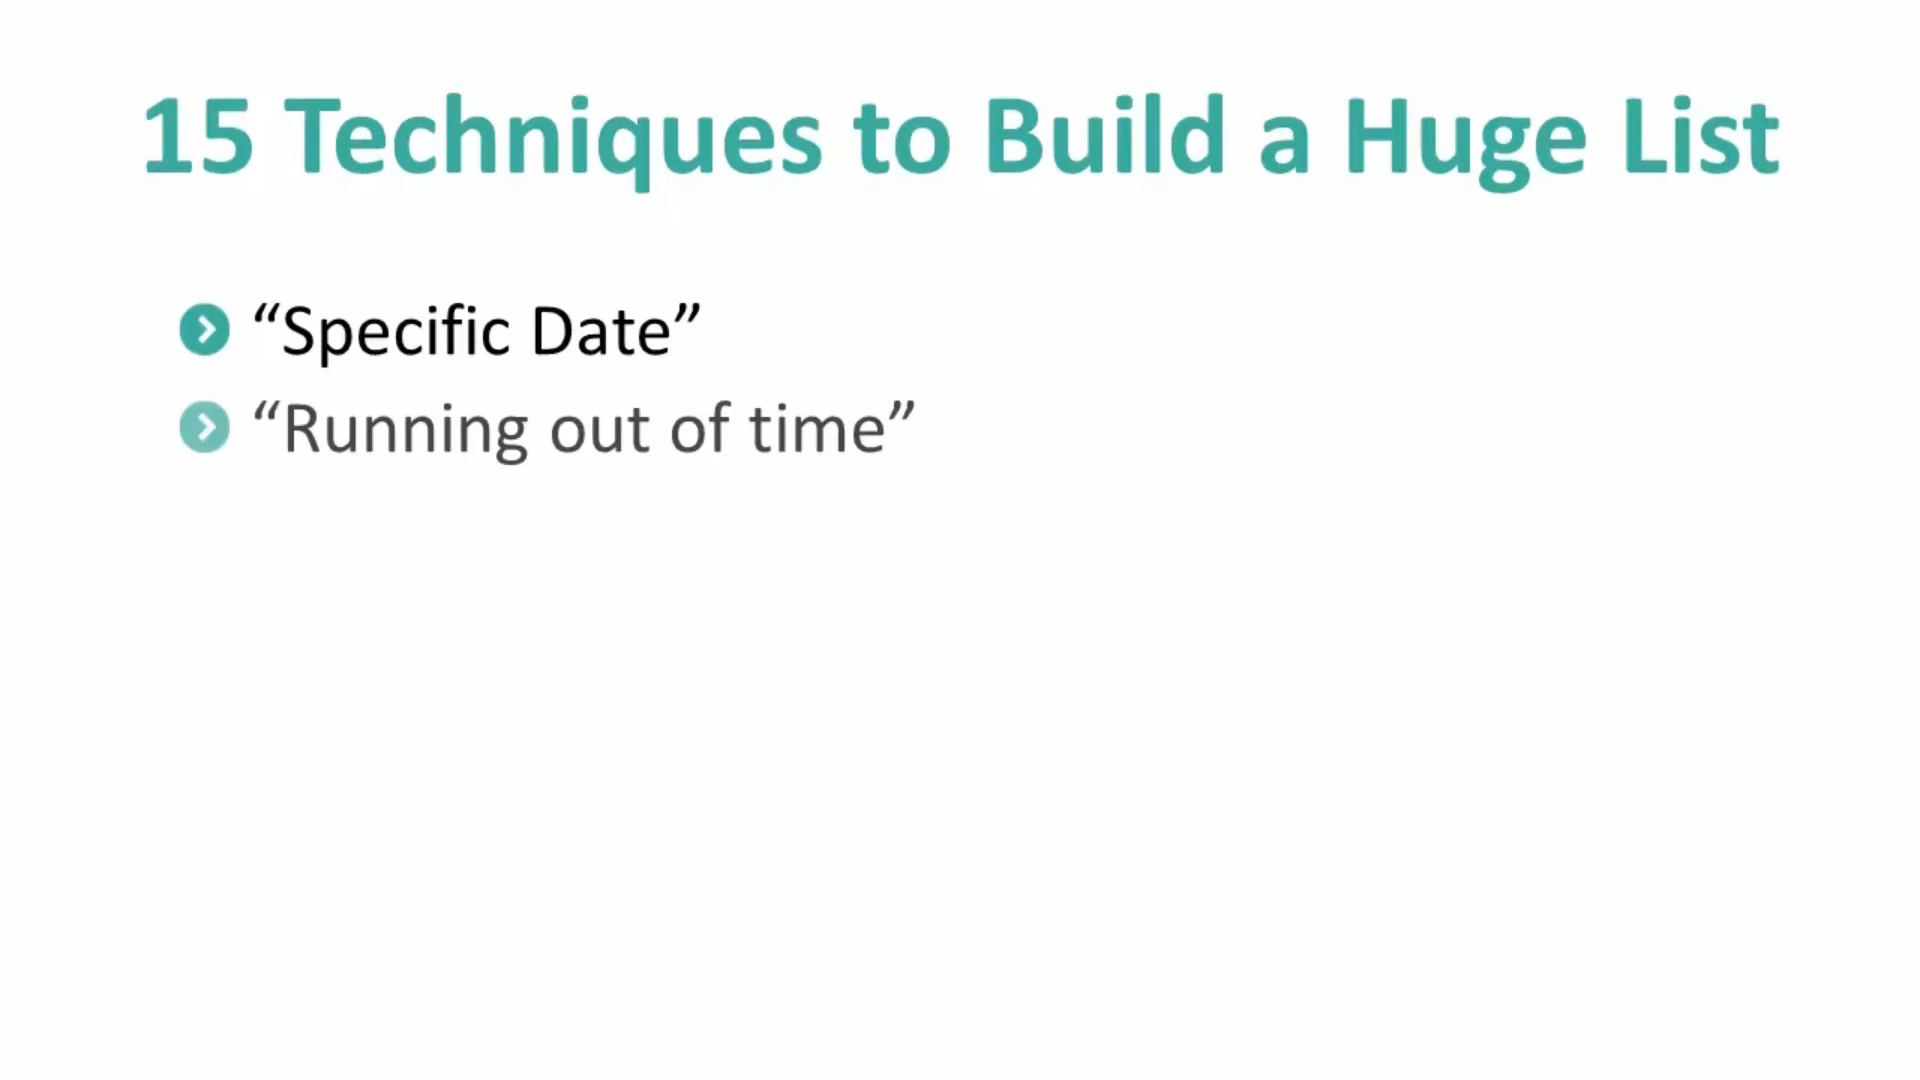 15 Techniques to Build a Huge List
“Specific Date”
“Running out of time”